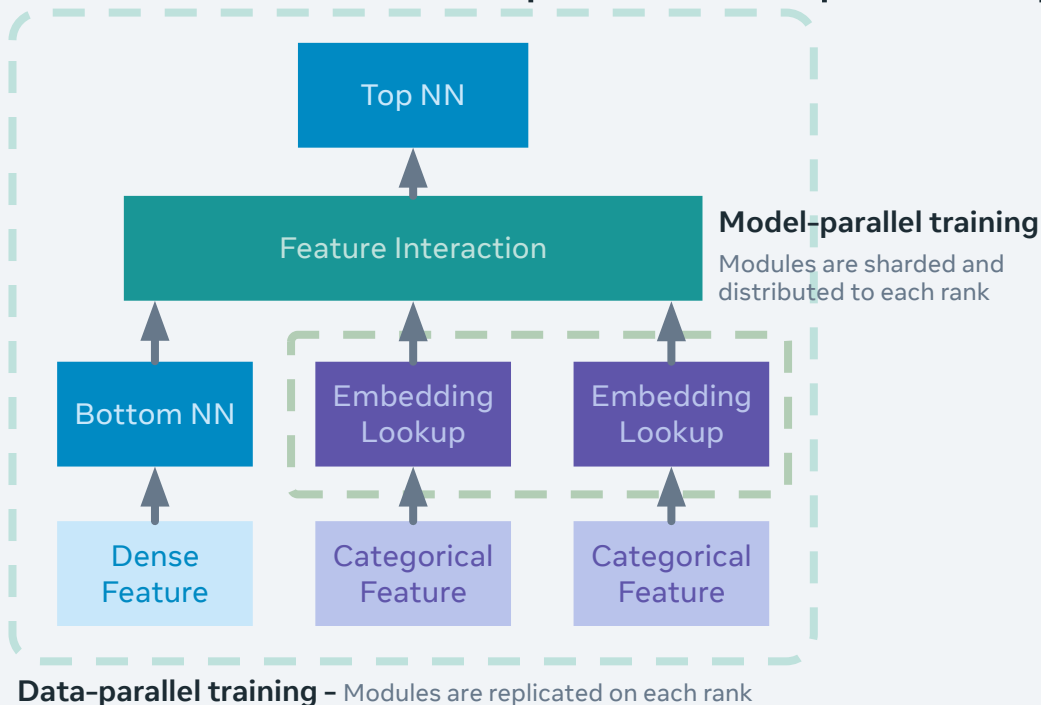 Top NN
Feature Interaction
Model-parallel training
Modules are sharded and
distributed to each rank
Bottom NN
Embedding
Lookup
Embedding
Lookup
Dense
Feature
Categorical
Feature
Categorical
Feature
Data-parallel training - Modules are replicated on each rank